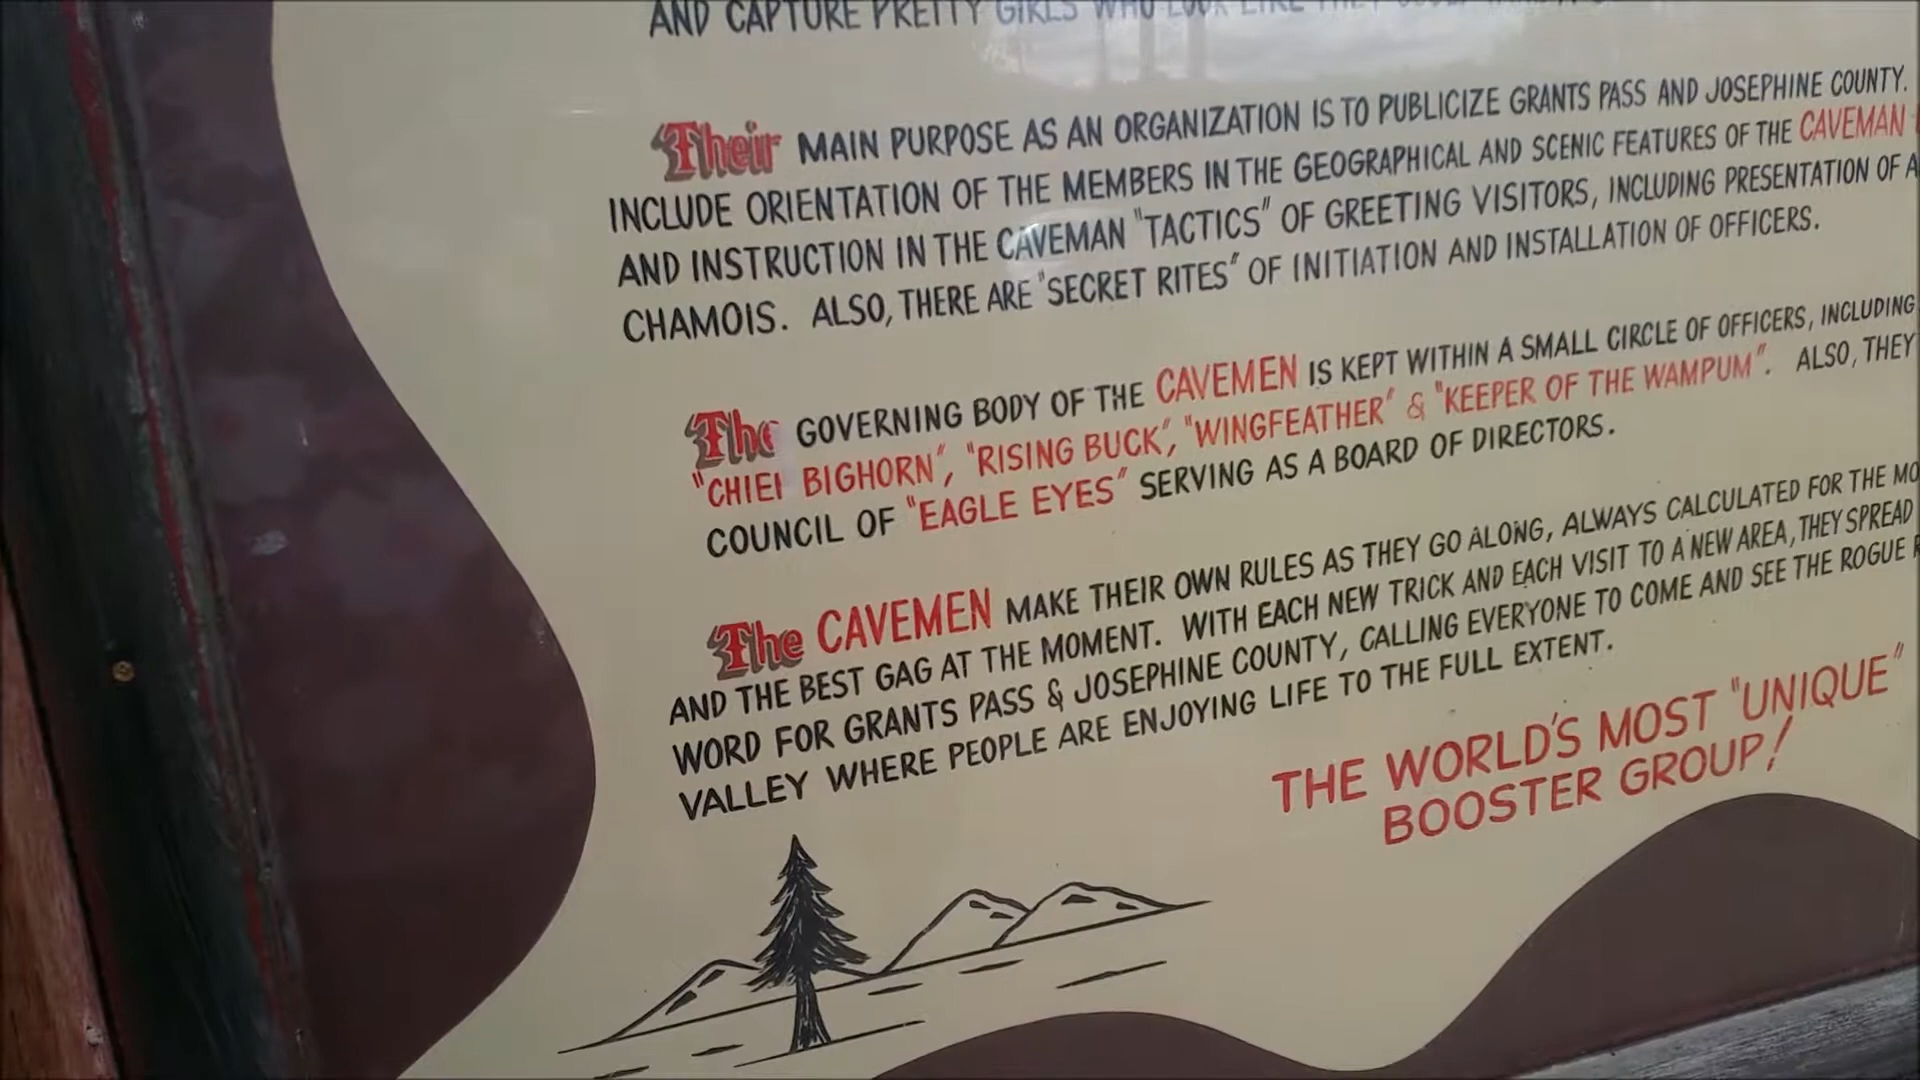 AND CAPTURE PRETTY GIRLS WHO LOOK LIKE THEY
Their MAIN PURPOSE AS AN ORGANIZATION IS TO PUBLICIZE GRANTS PASS AND JOSEPHINE COUNTY.
INCLUDE ORIENTATION OF THE MEMBERS IN THE GEOGRAPHICAL AND SCENIC FEATURES OF THE CAVEMAN
AND INSTRUCTION IN THE CAVEMAN "TACTICS" OF GREETING VISITORS, INCLUDING PRESENTATION OF A
CHAMOIS. ALSO, THERE ARE "SECRET RITES" OF INITIATION AND INSTALLATION OF OFFICERS.
The GOVERNING BODY OF THE CAVEMEN IS KEPT WITHIN A SMALL CIRCLE OF OFFICERS, INCLUDING
"CHIEF BIGHORN", "RISING BUCK", "WINGFEATHER" & "KEEPER OF THE WAMPUM". ALSO, THEY
COUNCIL OF "EAGLE EYES" SERVING AS A BOARD OF DIRECTORS.
The CAVEMEN MAKE THEIR OWN RULES AS THEY GO ALONG, ALWAYS CALCULATED FOR THE MO
AND THE BEST GAG AT THE MOMENT. WITH EACH NEW TRICK AND EACH VISIT TO A NEW AREA, THEY SPREAD
WORD FOR GRANTS PASS & JOSEPHINE COUNTY, CALLING EVERYONE TO COME AND SEE THE ROGUE
VALLEY WHERE PEOPLE ARE ENJOYING LIFE TO THE FULL EXTENT.
THE WORLD'S MOST "UNIQUE"
BOOSTER GROUP!